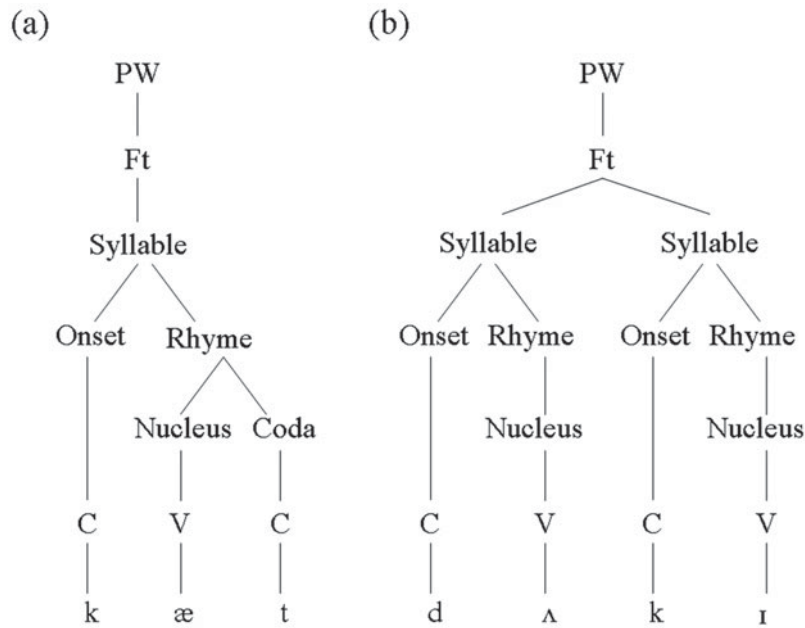 (a) (b)
PW PW
Ft Ft
Syllable Syllable Syllable
Onset Rhyme Onset Rhyme Onset Rhyme
Nucleus Coda Nucleus Nucleus
C V C C V C V
k æ t d ʌ k ɪ